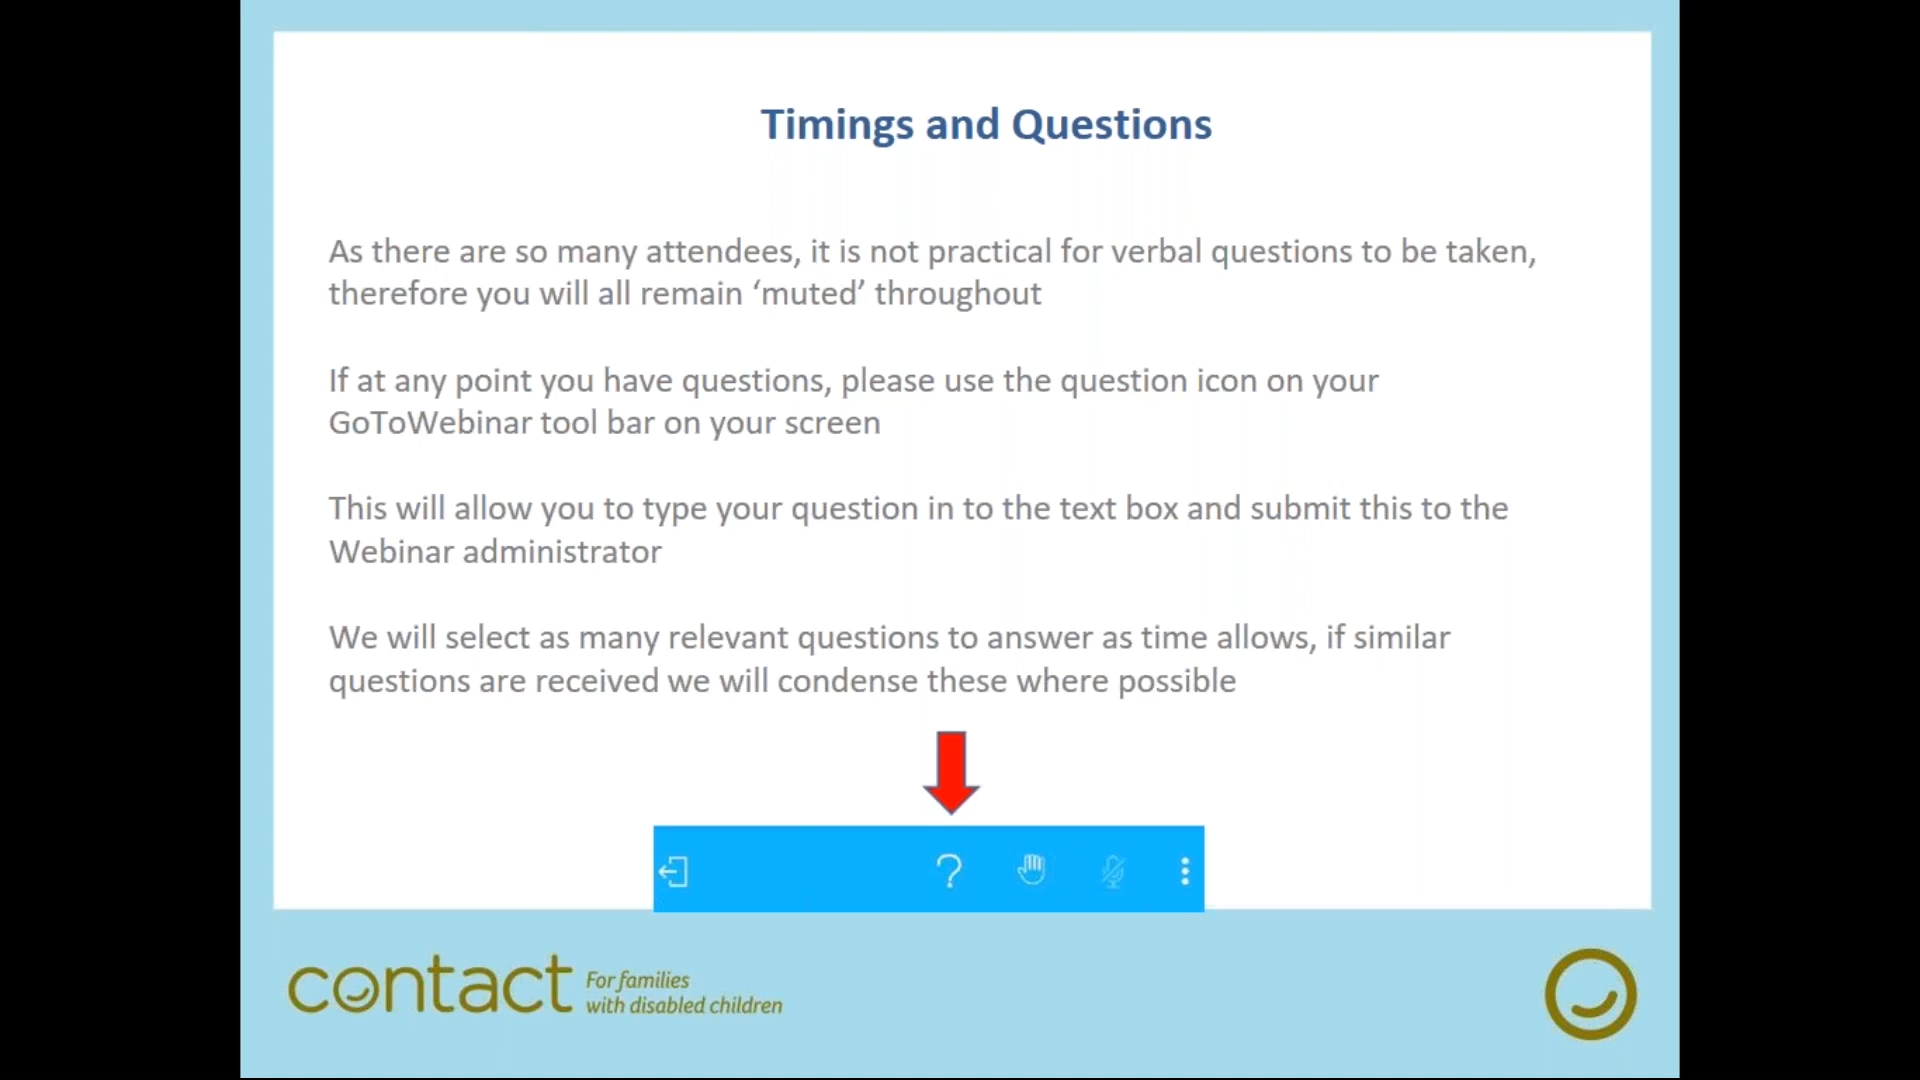 Timings and Questions
As there are so many attendees, it is not practical for verbal questions to be taken,
therefore you will all remain ‘muted’ throughout
If at any point you have questions, please use the question icon on your
GoToWebinar tool bar on your screen
This will allow you to type your question in to the text box and submit this to the
Webinar administrator
We will select as many relevant questions to answer as time allows, if similar
questions are received we will condense these where possible
?
contact
For families
with disabled children